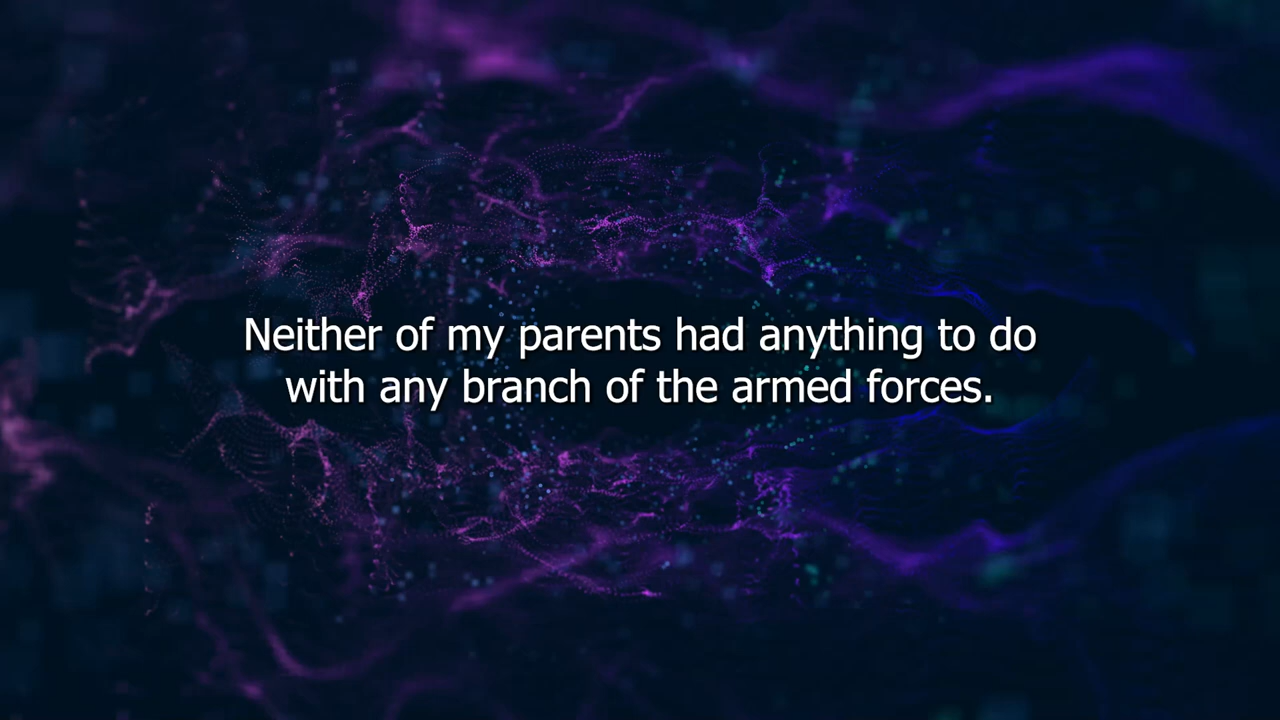 Neither of my parents had anything to do
with any branch of the armed forces.